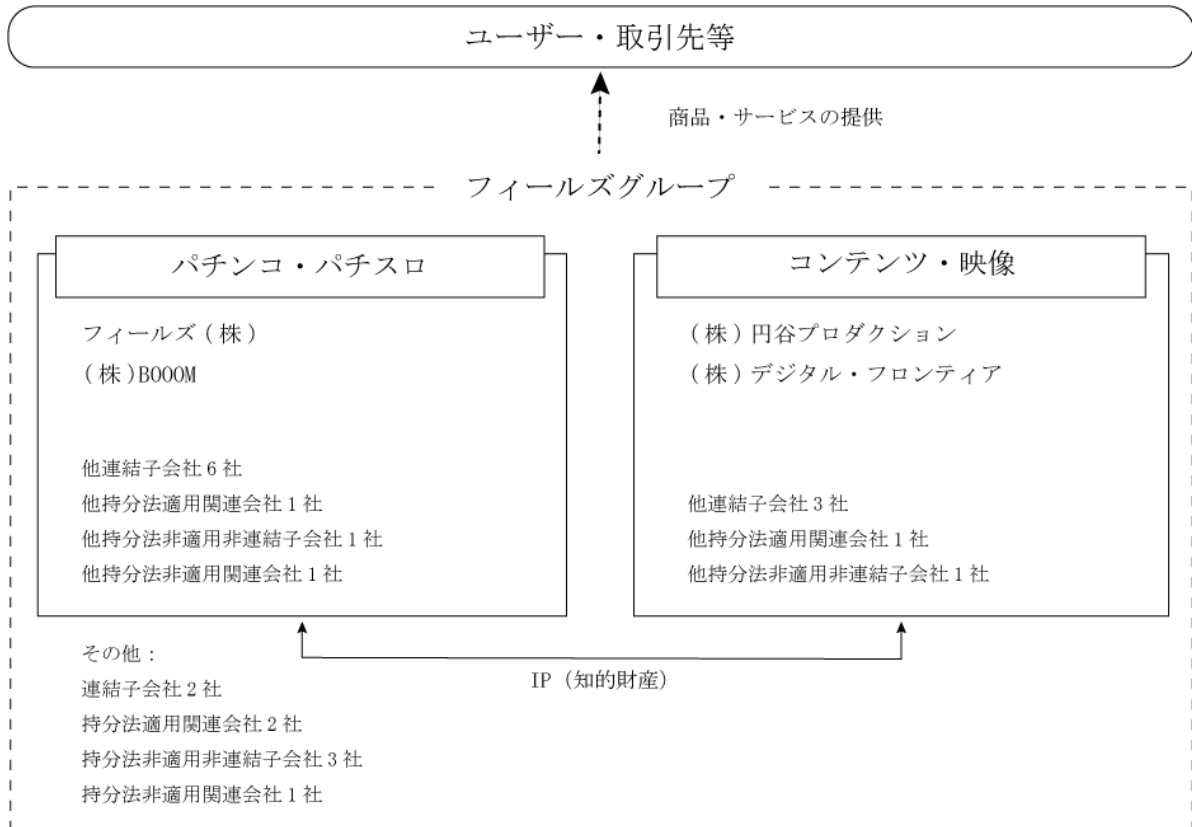 ユーザー・取引先等
商品・サービスの提供
フィールズグループ
パチンコ・パチスロ
フィールズ(株)
(株)BOOOM
他連結子会社6社
他持分法適用関連会社1社
他持分法非適用非連結子会社1社
他持分法非適用関連会社1社
コンテンツ・映像
(株)円谷プロダクション
(株)デジタル・フロンティア
他連結子会社3社
他持分法適用関連会社1社
他持分法非適用非連結子会社1社
IP(知的財産)
その他:
連結子会社2社
持分法適用関連会社2社
持分法非適用非連結子会社3社
持分法非適用関連会社1社